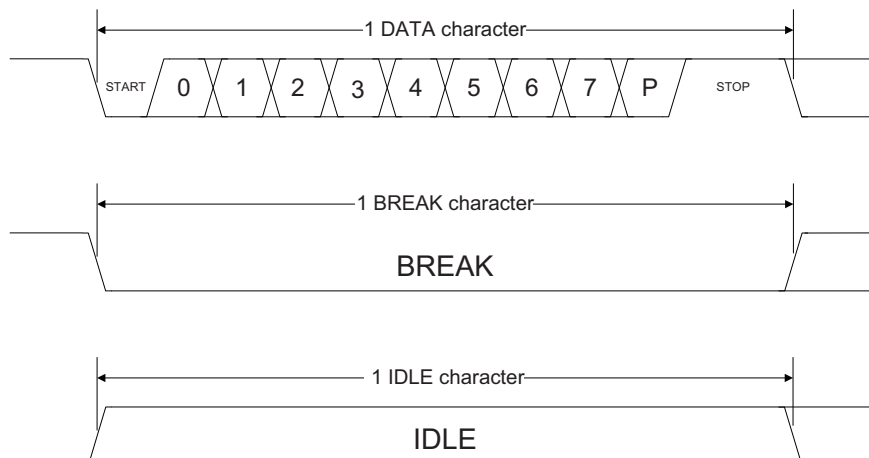 1 DATA character
START 0 1 2 3 4 5 6 7 P STOP
1 BREAK character
BREAK
1 IDLE character
IDLE